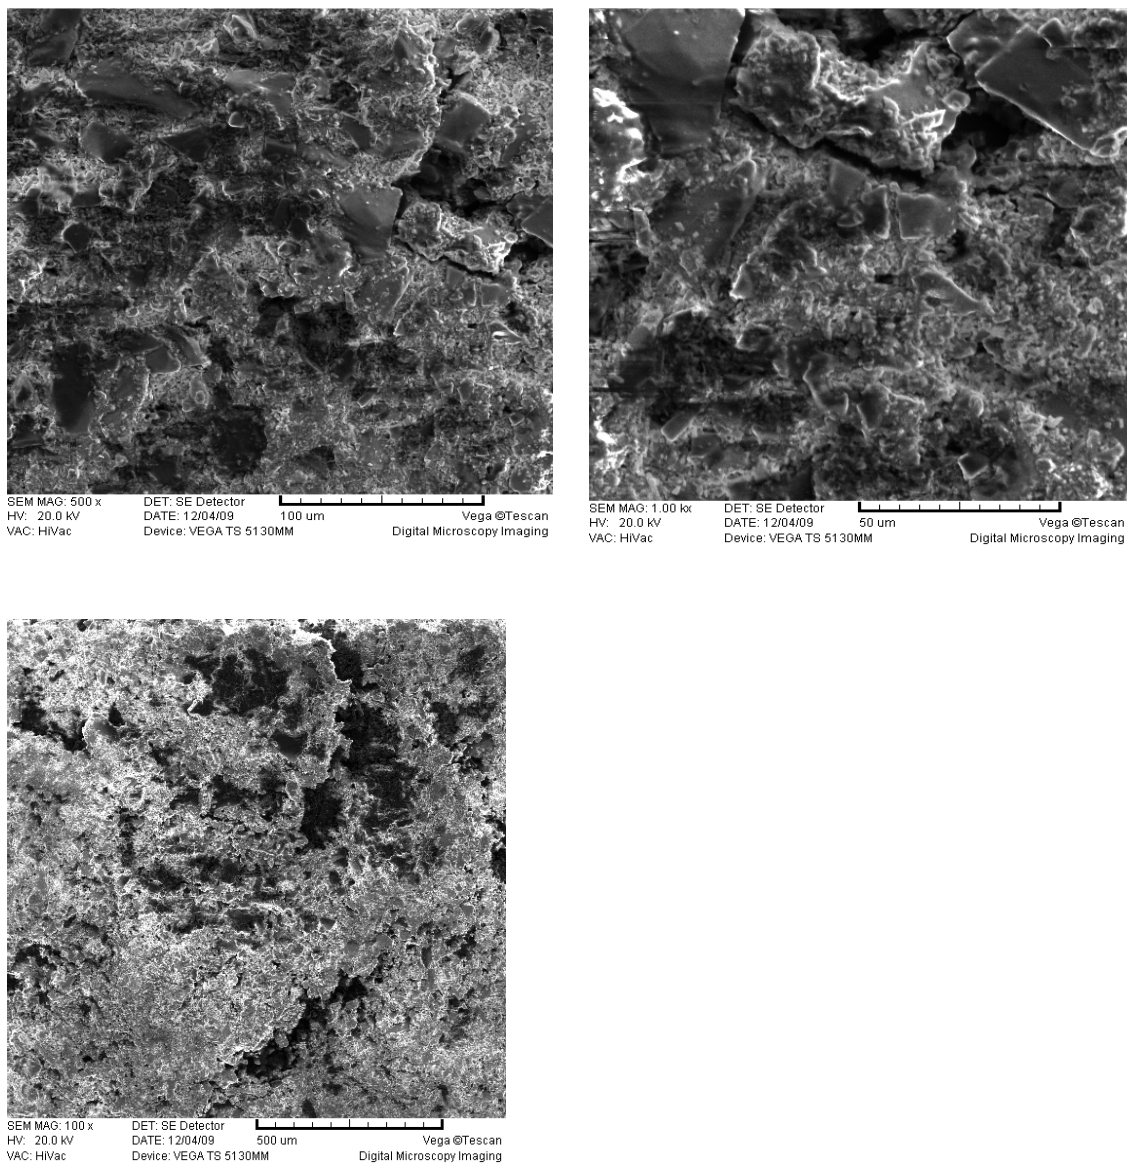 SEM MAG: 500 x DET: SE Detector
HV: 20.0 kV DATE: 12/04/09 100 um Vega ©Tescan
VAC: HiVac Device: VEGA TS 5130MM Digital Microscopy Imaging
SEM MAG: 1.00 kx DET: SE Detector
HV: 20.0 kV DATE: 12/04/09 50 um Vega ©Tescan
VAC: HiVac Device: VEGA TS 5130MM Digital Microscopy Imaging
SEM MAG: 100 x DET: SE Detector
HV: 20.0 kV DATE: 12/04/09 500 um Vega ©Tescan
VAC: HiVac Device: VEGA TS 5130MM Digital Microscopy Imaging